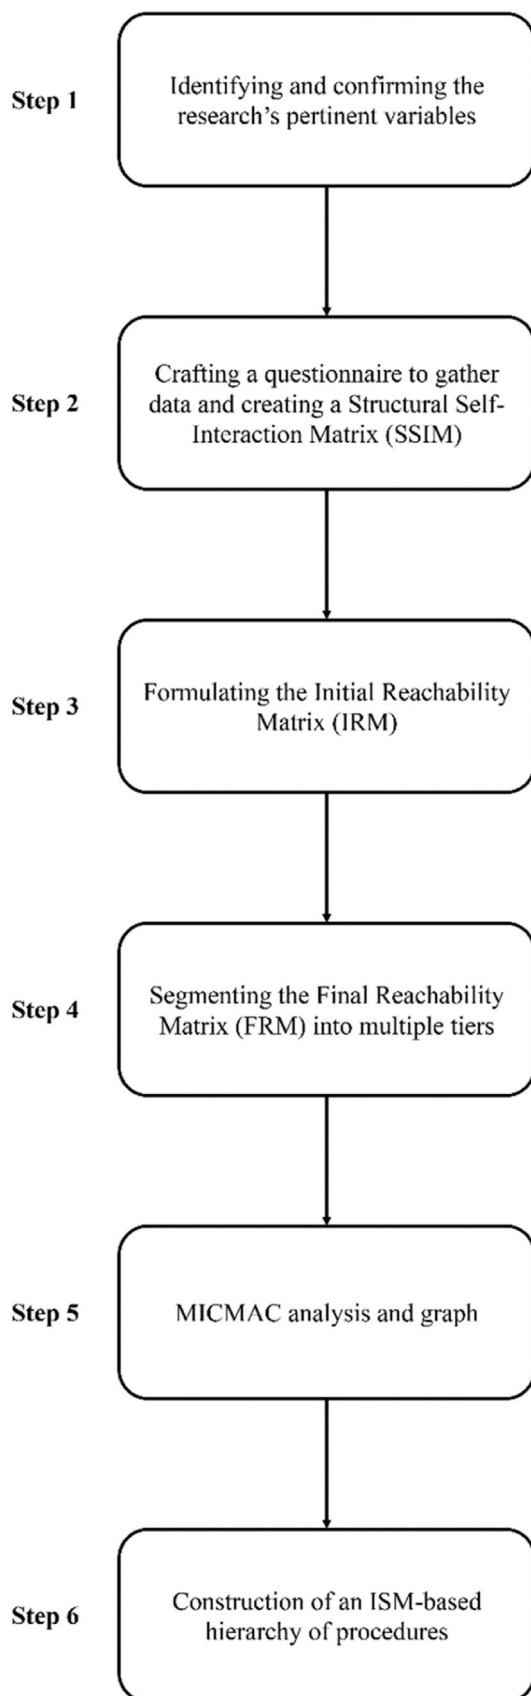 Step 1
Identifying and confirming the
research's pertinent variables
Step 2
Crafting a questionnaire to gather
data and creating a Structural Self-
Interaction Matrix (SSIM)
Step 3
Formulating the Initial Reachability
Matrix (IRM)
Step 4
Segmenting the Final Reachability
Matrix (FRM) into multiple tiers
Step 5
MICMAC analysis and graph
Step 6
Construction of an ISM-based
hierarchy of procedures